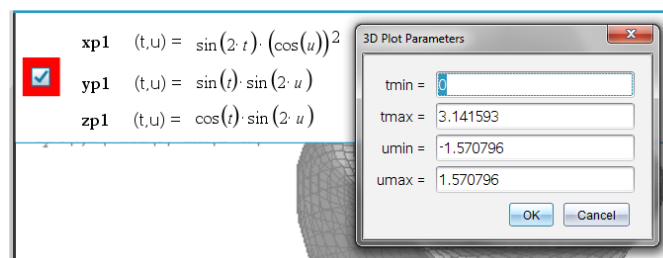 xp1 (t,u) = sin(2· t)· (cos(u))²
yp1 (t,u) = sin(t)· sin(2· u)
zp1 (t,u) = cos(t)· sin(2· u)
3D Plot Parameters
tmin = 0
tmax = 3.141593
umin = -1.570796
umax = 1.570796
OK Cancel